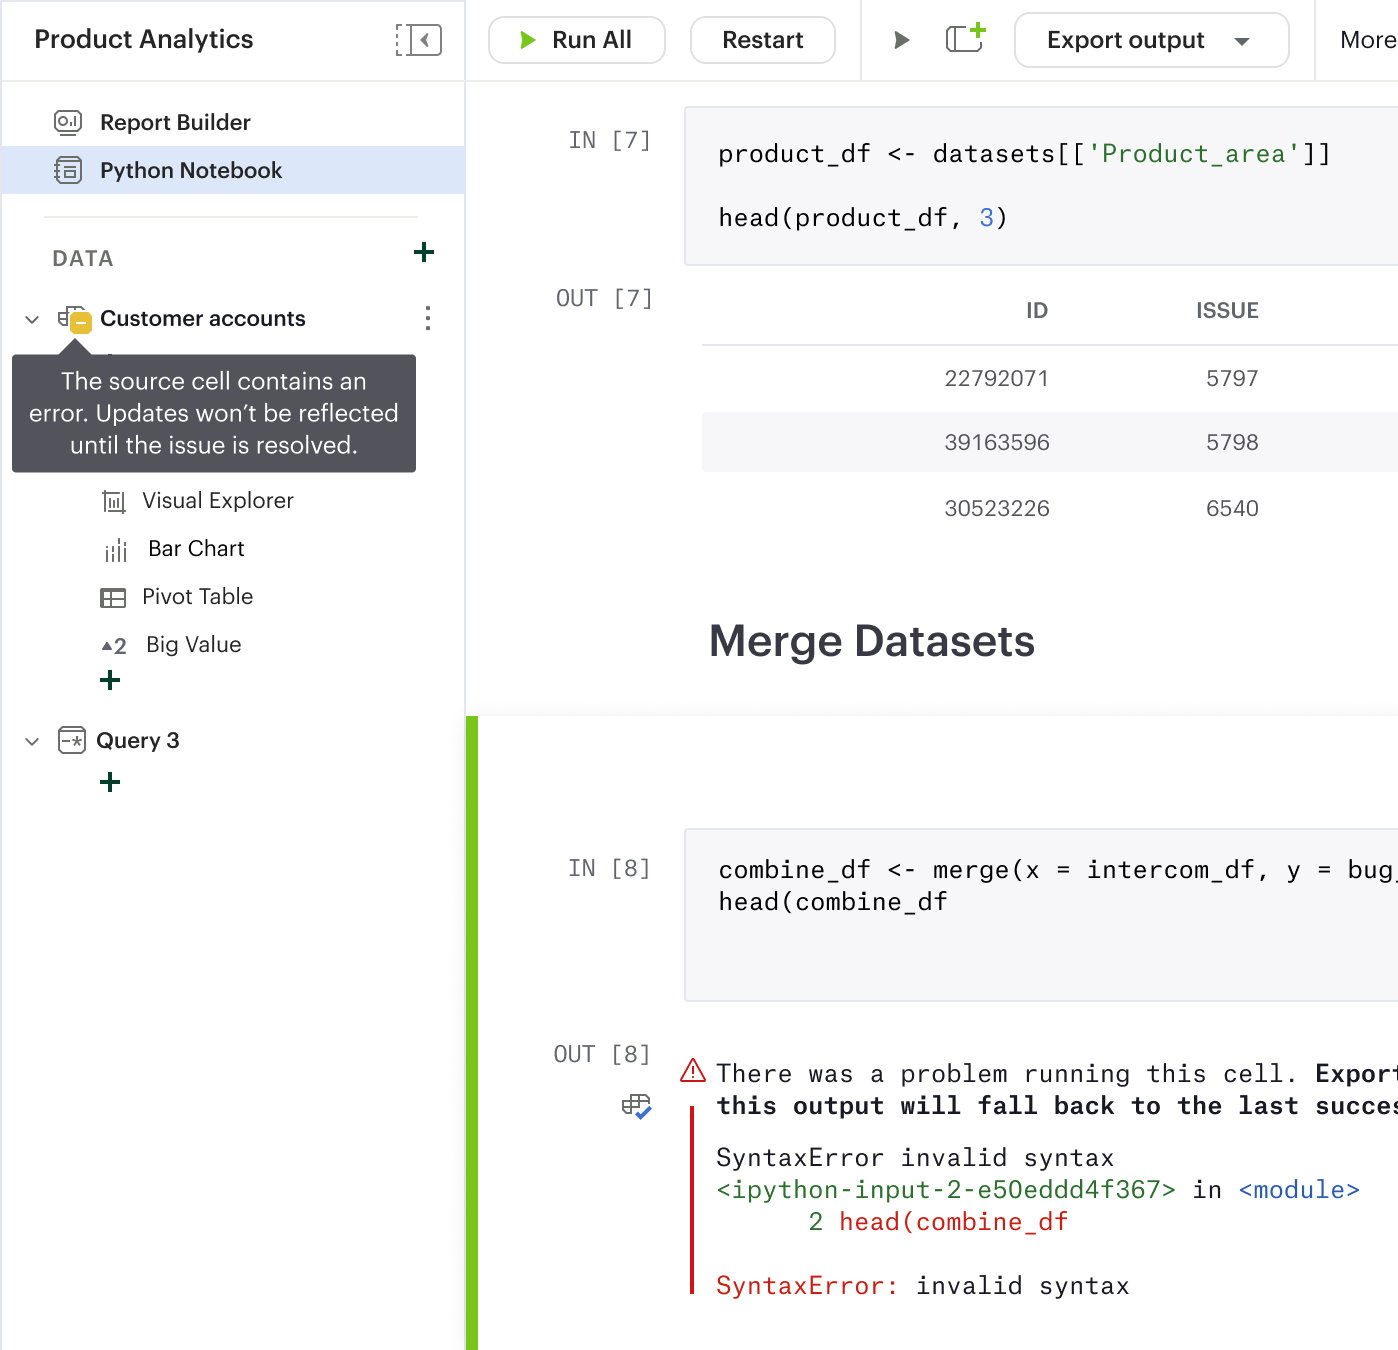 Product Analytics
Run All
Restart
Export output
More
Report Builder
Python Notebook
DATA
Customer accounts
The source cell contains an
error. Updates won’t be reflected
until the issue is resolved.
Visual Explorer
Bar Chart
Pivot Table
2 Big Value
Query 3
IN [7]
product_df <- datasets[['Product_area']]
head(product_df, 3)
OUT [7]
ID ISSUE
22792071 5797
39163596 5798
30523226 6540
Merge Datasets
IN [8]
combine_df <- merge(x = intercom_df, y = bug_
head(combine_df
OUT [8]
There was a problem running this cell. Export
this output will fall back to the last succes
SyntaxError invalid syntax
<ipython-input-2-e50eddd4f367> in <module>
2 head(combine_df
SyntaxError: invalid syntax